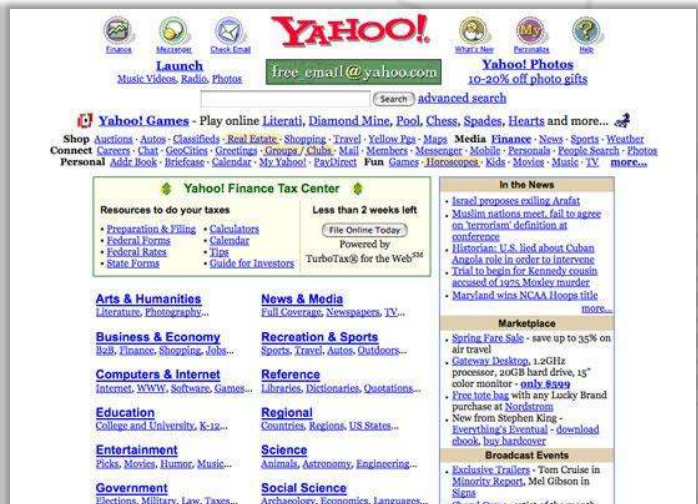 Finance Messenger Check Email YAHOO! What's New Personalize Help
My
Launch
Music Videos, Radio, Photos
free email@yahoo.com
Yahoo! Photos
10-20% off photo gifts
Search advanced search
Yahoo! Games - Play online Literati, Diamond Mine, Pool, Chess, Spades, Hearts and more...
Shop Auctions · Autos · Classifieds · Real Estate · Shopping · Travel · Yellow Pgs · Maps Media Finance · News · Sports · Weather
Connect Careers · Chat · GeoCities · Greetings · Groups / Clubs · Mail · Members · Messenger · Mobile · Personals · People Search · Photos
Personal Addr Book · Briefcase · Calendar · My Yahoo! · PayDirect Fun Games · Horoscopes · Kids · Movies · Music · TV more...
$ Yahoo! Finance Tax Center $
Resources to do your taxes
• Preparation & Filing • Calculators
• Federal Forms • Calendar
• Federal Rates • Tips
• State Forms • Guide for Investors
Less than 2 weeks left
File Online Today
Powered by
TurboTax® for the Web℠
Arts & Humanities
Literature, Photography...
News & Media
Full Coverage, Newspapers, TV...
Business & Economy
B2B, Finance, Shopping, Jobs...
Recreation & Sports
Sports, Travel, Autos, Outdoors...
Computers & Internet
Internet, WWW, Software, Games...
Reference
Libraries, Dictionaries, Quotations...
Education
College and University, K-12...
Regional
Countries, Regions, US States...
Entertainment
Picks, Movies, Humor, Music...
Science
Animals, Astronomy, Engineering...
Government
Elections, Military, Law, Taxes...
Social Science
Archaeology, Economics, Languages...
In the News
• Israel proposes exiling Arafat
• Muslim nations meet, fail to agree
on 'terrorism' definition at
conference
• Historian: U.S. lied about Cuban
Angola role in order to intervene
• Trial to begin for Kennedy cousin
accused of 1975 Moxley murder
• Maryland wins NCAA Hoops title
more...
Marketplace
• Spring Fare Sale - save up to 35% on
air travel
• Gateway Desktop, 1.2GHz
processor, 20GB hard drive, 15"
color monitor - only $599
• Free tote bag with any Lucky Brand
purchase at Nordstrom
• New from Stephen King -
Everything's Eventual - download
ebook, buy hardcover
Broadcast Events
• Exclusive Trailers - Tom Cruise in
Minority Report, Mel Gibson in
Signs